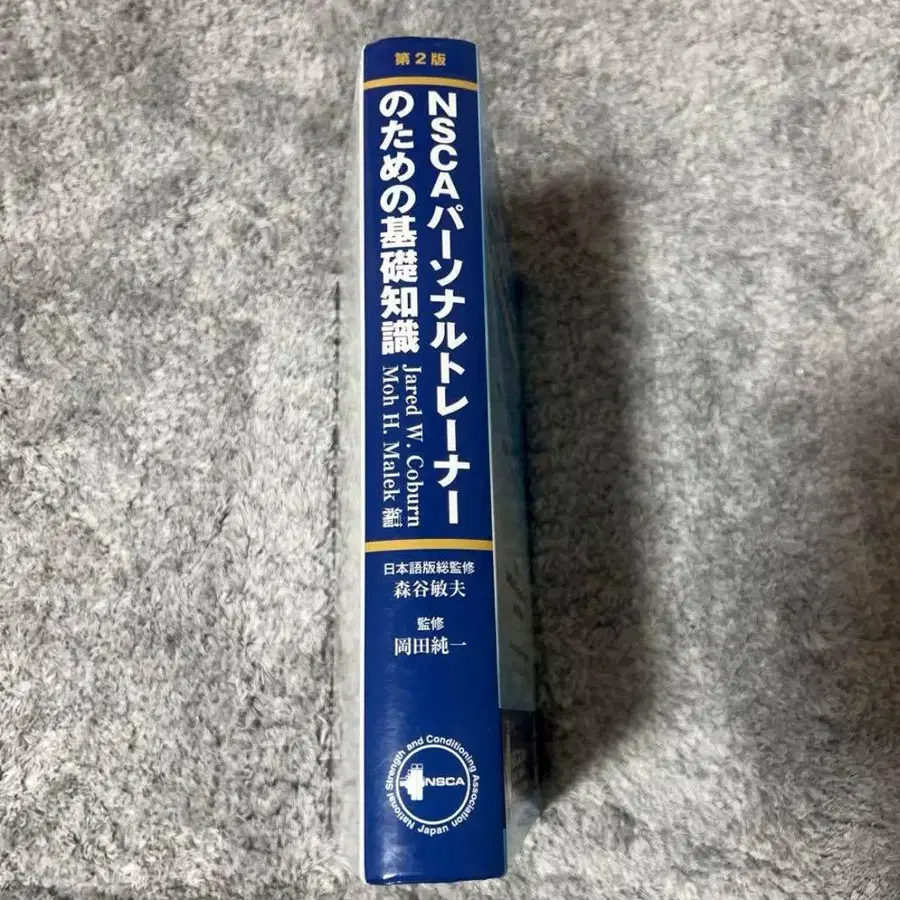 第2版
NSCAパーソナルトレーナー
のための基礎知識
Jared W. Coburn
Moh H. Malek 編
日本語版総監修
森谷敏夫
監修
岡田純一
National Strength and Conditioning Association Japan
NSCA